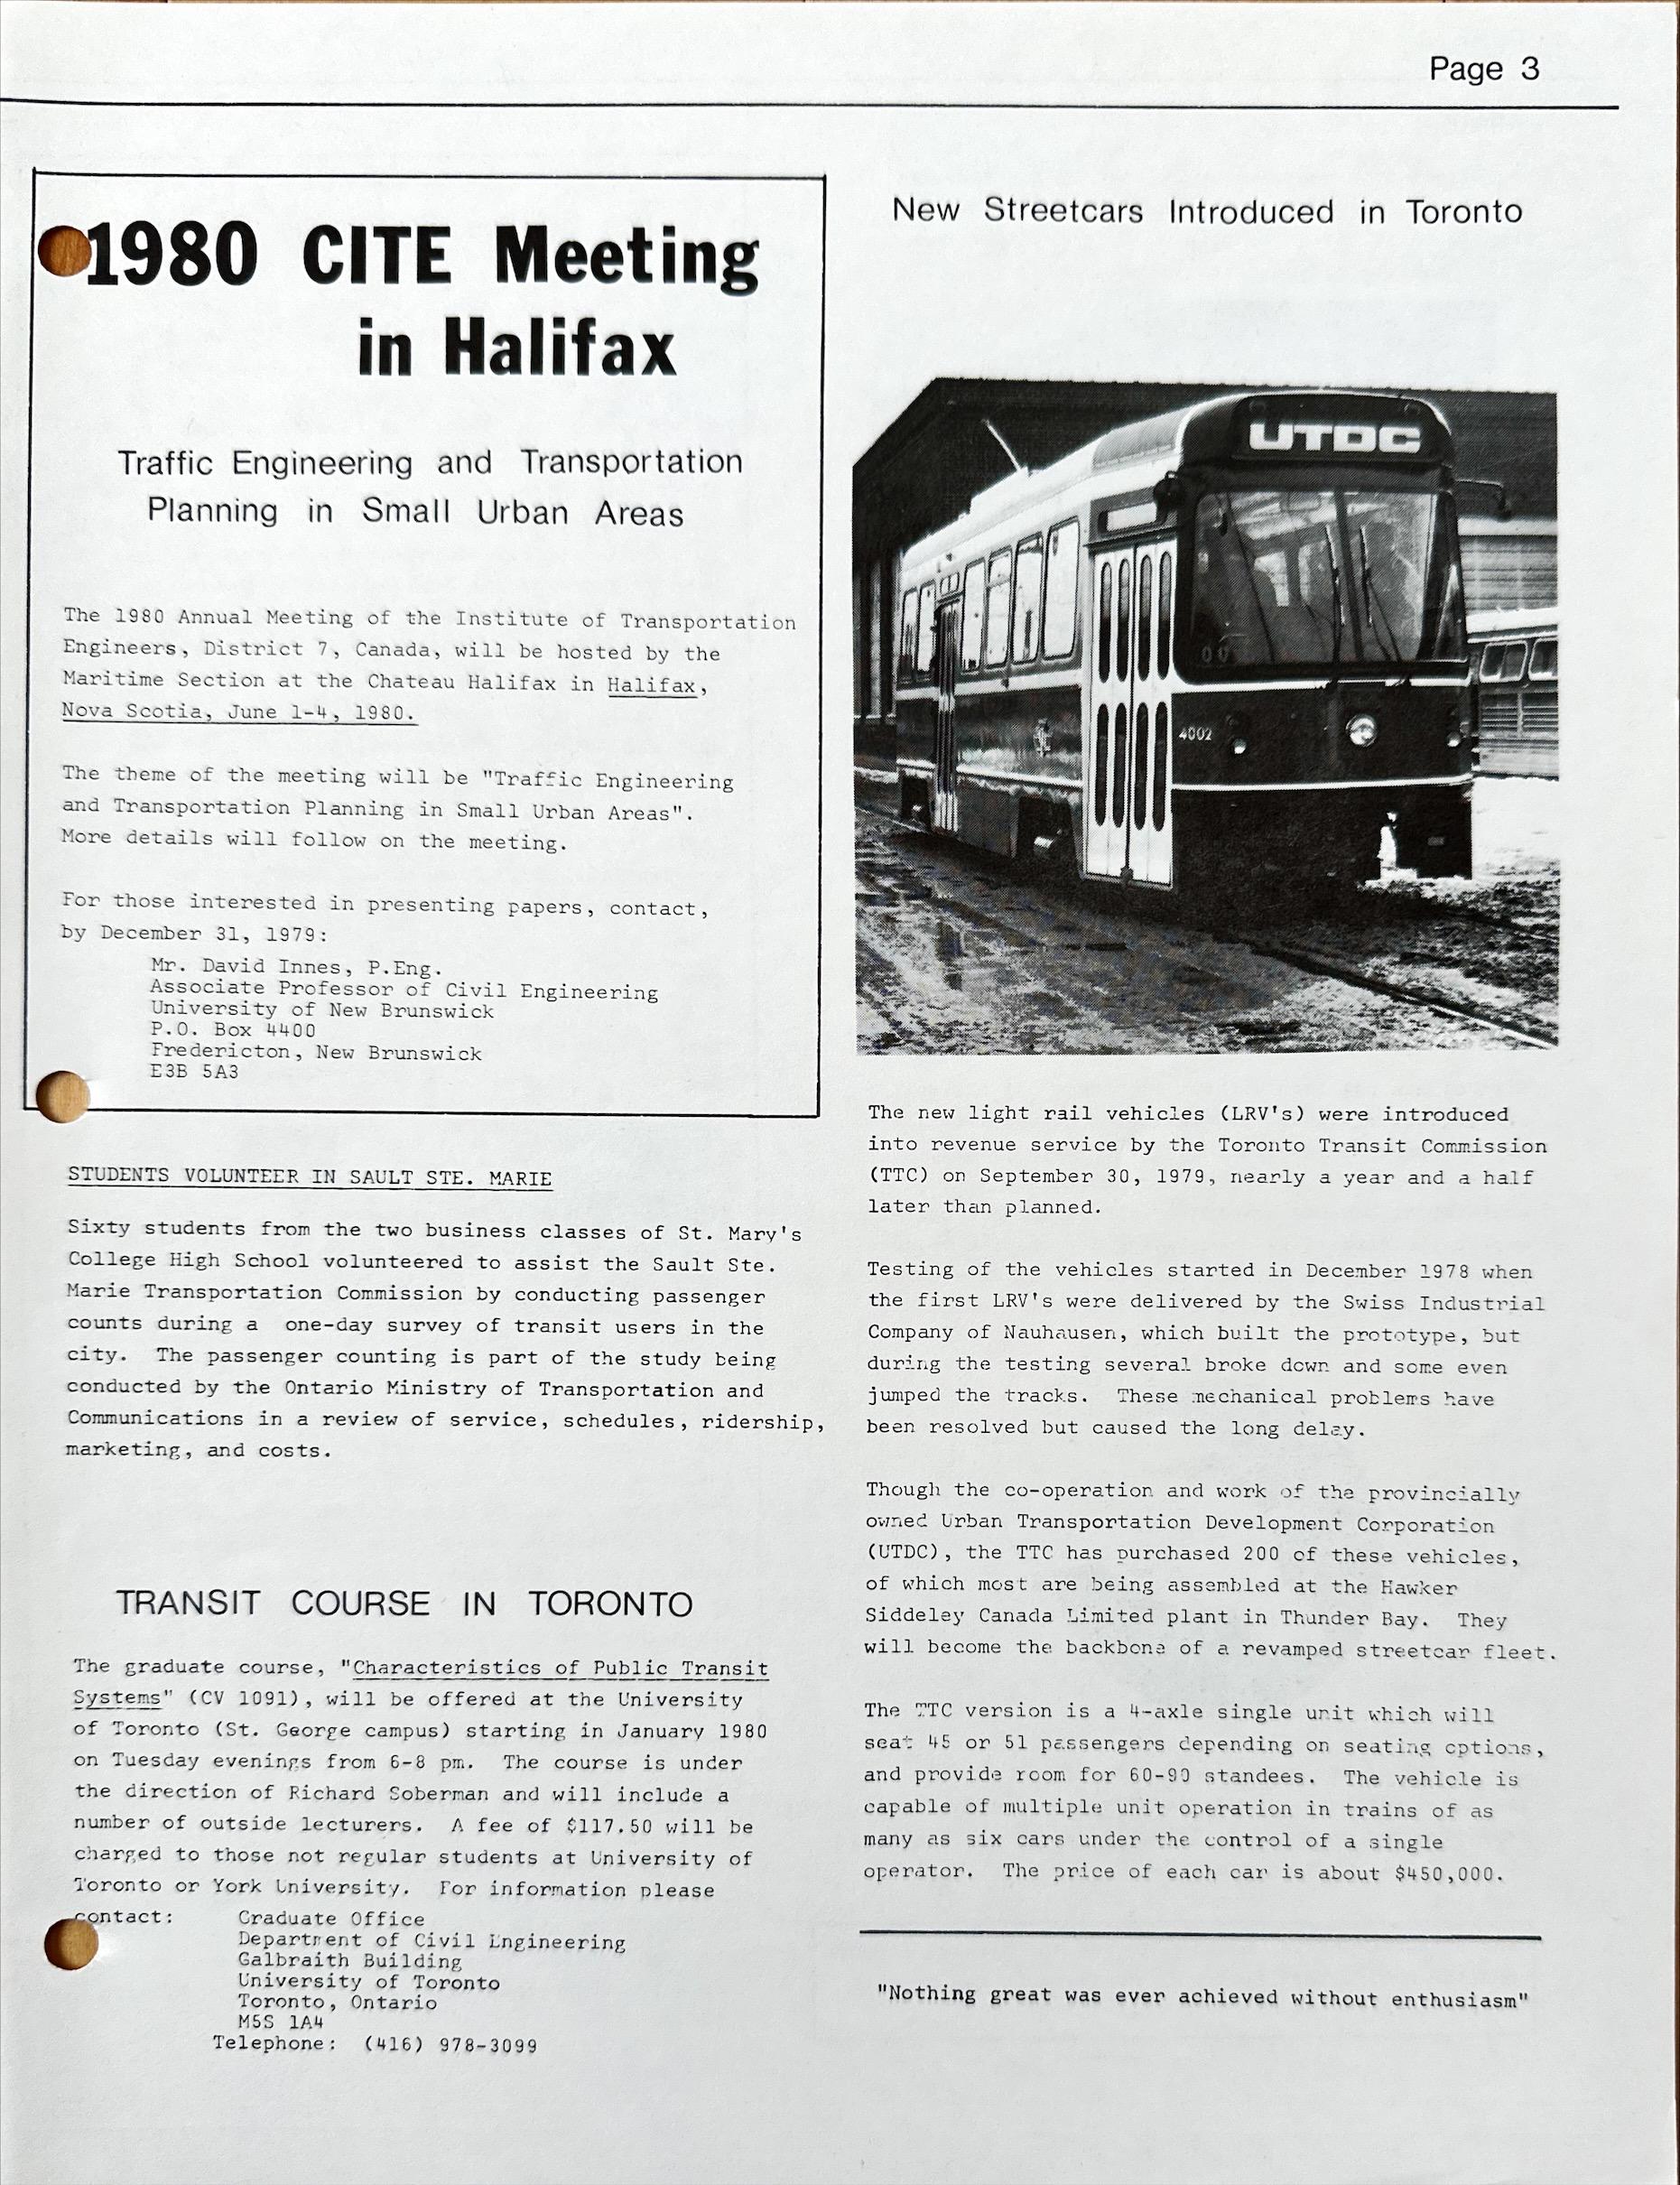 Page 3
1980 CITE Meeting
in Halifax
Traffic Engineering and Transportation
Planning in Small Urban Areas
The 1980 Annual Meeting of the Institute of Transportation
Engineers, District 7, Canada, will be hosted by the
Maritime Section at the Chateau Halifax in Halifax,
Nova Scotia, June 1-4, 1980.
The theme of the meeting will be "Traffic Engineering
and Transportation Planning in Small Urban Areas".
More details will follow on the meeting.
For those interested in presenting papers, contact,
by December 31, 1979:
Mr. David Innes, P.Eng.
Associate Professor of Civil Engineering
University of New Brunswick
P.O. Box 4400
Fredericton, New Brunswick
E3B 5A3
STUDENTS VOLUNTEER IN SAULT STE. MARIE
Sixty students from the two business classes of St. Mary's
College High School volunteered to assist the Sault Ste.
Marie Transportation Commission by conducting passenger
counts during a one-day survey of transit users in the
city. The passenger counting is part of the study being
conducted by the Ontario Ministry of Transportation and
Communications in a review of service, schedules, ridership,
marketing, and costs.
TRANSIT COURSE IN TORONTO
The graduate course, "Characteristics of Public Transit
Systems" (CV 1091), will be offered at the University
of Toronto (St. George campus) starting in January 1980
on Tuesday evenings from 6-8 pm. The course is under
the direction of Richard Soberman and will include a
number of outside lecturers. A fee of $117.50 will be
charged to those not regular students at University of
Toronto or York University. For information please
contact: Graduate Office
Department of Civil Engineering
Galbraith Building
University of Toronto
Toronto, Ontario
M5S 1A4
Telephone: (416) 978-3099
New Streetcars Introduced in Toronto
UTDC
4002
The new light rail vehicles (LRV's) were introduced
into revenue service by the Toronto Transit Commission
(TTC) on September 30, 1979, nearly a year and a half
later than planned.
Testing of the vehicles started in December 1978 when
the first LRV's were delivered by the Swiss Industrial
Company of Nauhausen, which built the prototype, but
during the testing several broke down and some even
jumped the tracks. These mechanical problems have
been resolved but caused the long delay.
Though the co-operation and work of the provincially
owned Urban Transportation Development Corporation
(UTDC), the TTC has purchased 200 of these vehicles,
of which most are being assembled at the Hawker
Siddeley Canada Limited plant in Thunder Bay. They
will become the backbone of a revamped streetcar fleet.
The TTC version is a 4-axle single unit which will
seat 45 or 51 passengers depending on seating options,
and provide room for 60-90 standees. The vehicle is
capable of multiple unit operation in trains of as
many as six cars under the control of a single
operator. The price of each car is about $450,000.
"Nothing great was ever achieved without enthusiasm"